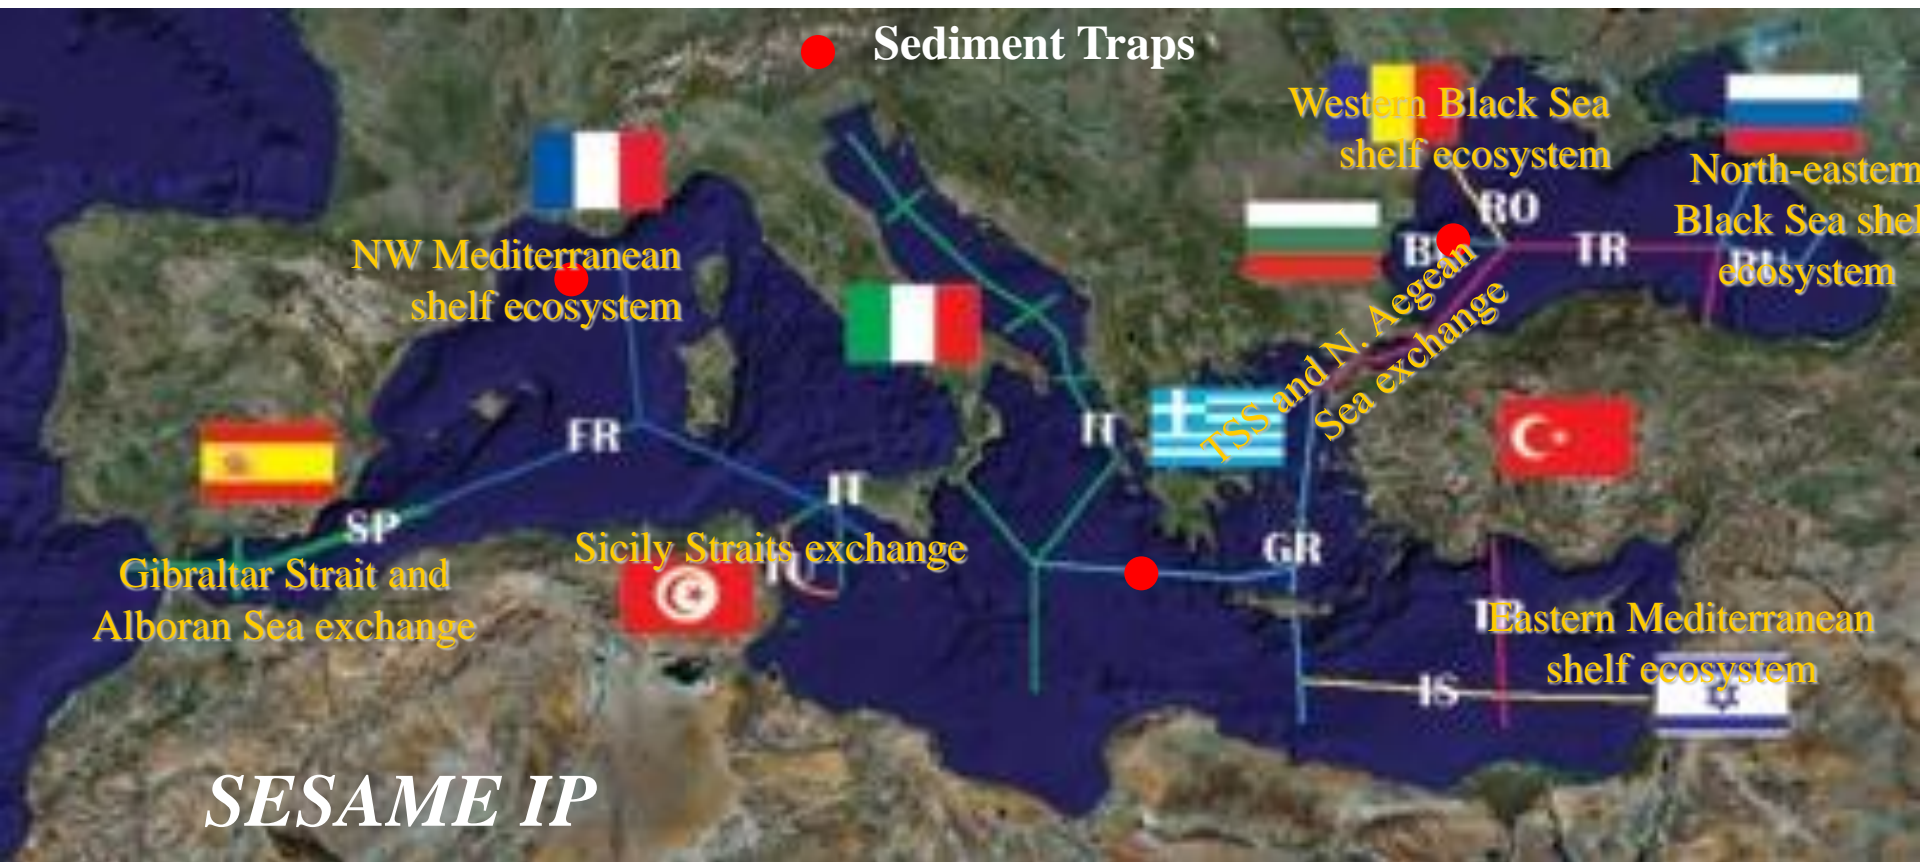 Sediment Traps
Western Black Sea
shelf ecosystem
North-eastern
Black Sea shel
ecosystem
RO
TR
NW Mediterranean
shelf ecosystem
TSS and N. Aegean
Sea exchange
FR
IT
IT
SP
Sicily Straits exchange
GR
Gibraltar Strait and
Alboran Sea exchange
Eastern Mediterranean
shelf ecosystem
IS
SESAME IP